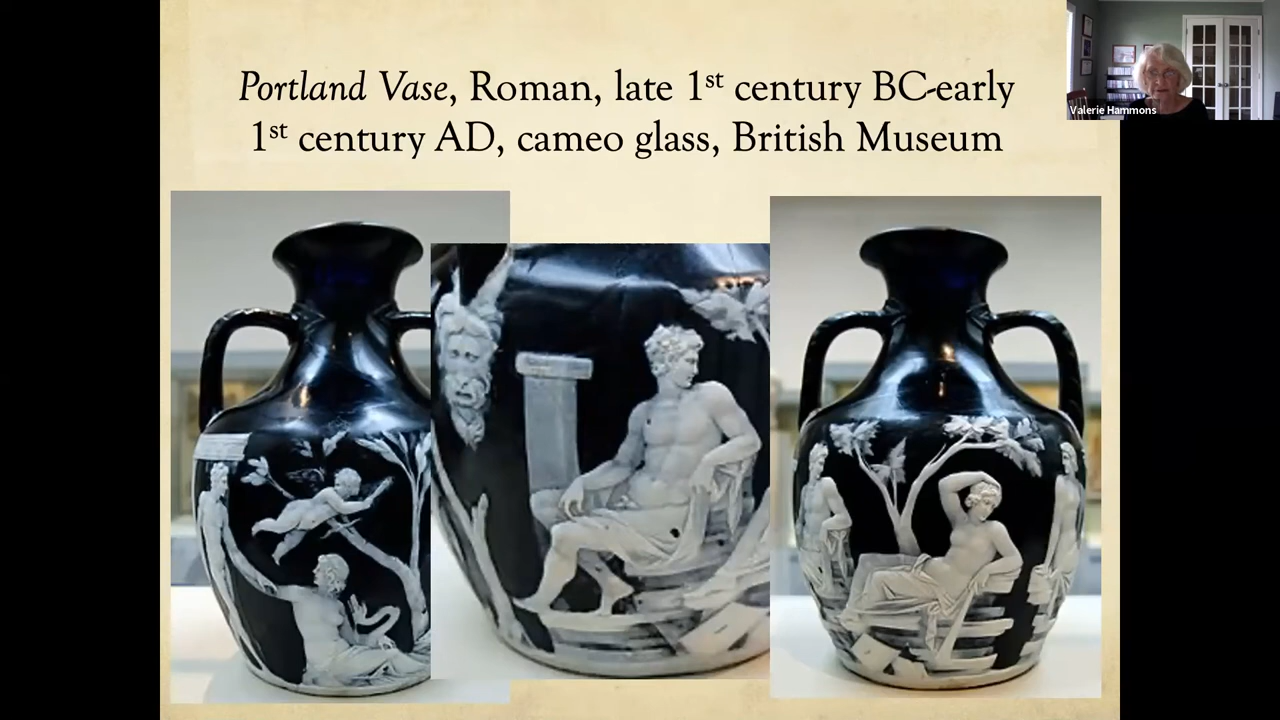 Portland Vase, Roman, late 1st century BC-early
1st century AD, cameo glass, British Museum
Valerie Hammons